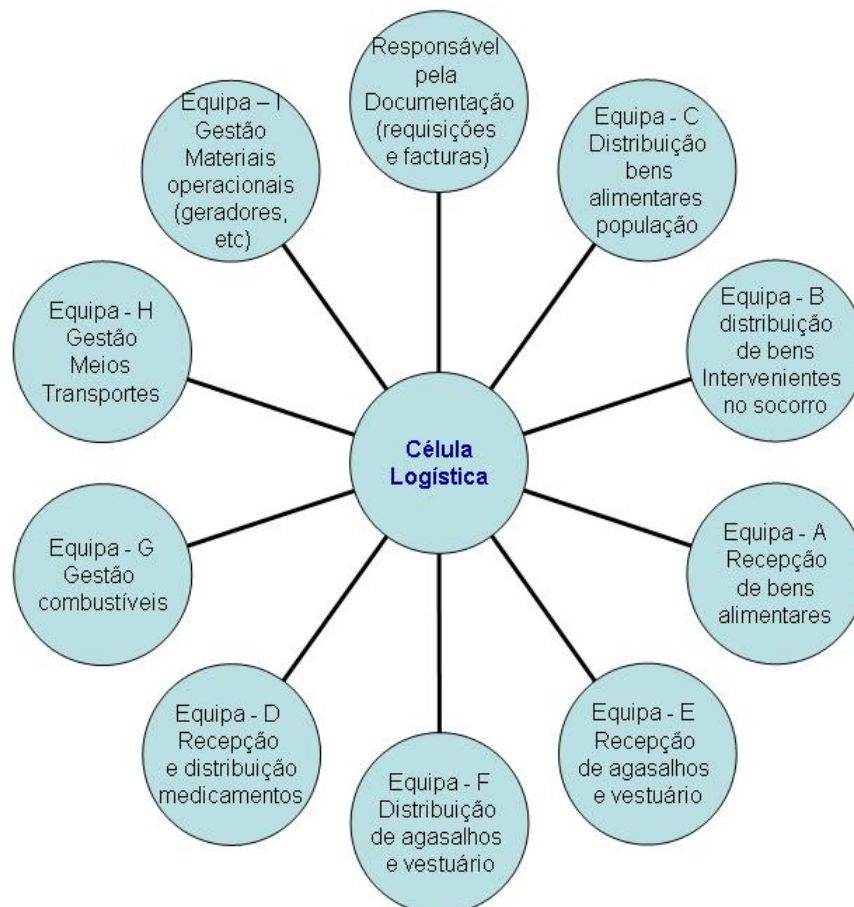 Responsável
pela
Documentação
(requisições
e facturas)
Equipa - C
Distribuição
bens
alimentares
população
Equipa - B
distribuição
de bens
Intervenientes
no socorro
Equipa - A
Recepção
de bens
alimentares
Equipa - E
Recepção
de agasalhos
e vestuário
Equipa - F
Distribuição
de agasalhos
e vestuário
Equipa - D
Recepção
e distribuição
medicamentos
Equipa - G
Gestão
combustíveis
Equipa - H
Gestão
Meios
Transportes
Equipa – I
Gestão
Materiais
operacionais
(geradores,
etc)
Célula
Logística